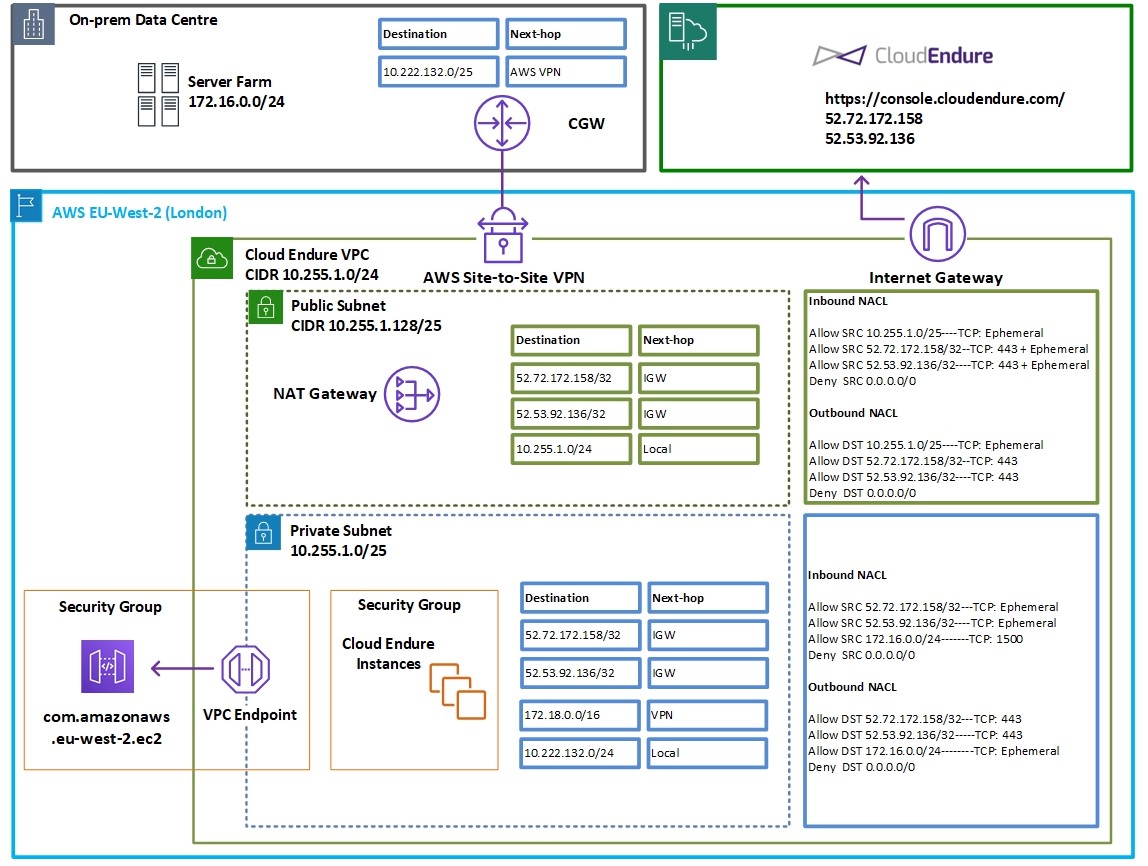 On-prem Data Centre
Server Farm
172.16.0.0/24
Destination
Next-hop
10.222.132.0/25
AWS VPN
CGW
CloudEndure
https://console.cloudendure.com/
52.72.172.158
52.53.92.136
AWS EU-West-2 (London)
Cloud Endure VPC
CIDR 10.255.1.0/24
AWS Site-to-Site VPN
Internet Gateway
Public Subnet
CIDR 10.255.1.128/25
NAT Gateway
Destination
Next-hop
52.72.172.158/32
IGW
52.53.92.136/32
IGW
10.255.1.0/24
Local
Inbound NACL
Allow SRC 10.255.1.0/25----TCP: Ephemeral
Allow SRC 52.72.172.158/32--TCP: 443 + Ephemeral
Allow SRC 52.53.92.136/32----TCP: 443 + Ephemeral
Deny  SRC 0.0.0.0/0
Outbound NACL
Allow DST 10.255.1.0/25----TCP: Ephemeral
Allow DST 52.72.172.158/32--TCP: 443
Allow DST 52.53.92.136/32----TCP: 443
Deny  DST 0.0.0.0/0
Private Subnet
10.255.1.0/25
Security Group
com.amazonaws
.eu-west-2.ec2
VPC Endpoint
Security Group
Cloud Endure
Instances
Destination
Next-hop
52.72.172.158/32
IGW
52.53.92.136/32
IGW
172.18.0.0/16
VPN
10.222.132.0/24
Local
Inbound NACL
Allow SRC 52.72.172.158/32---TCP: Ephemeral
Allow SRC 52.53.92.136/32----TCP: Ephemeral
Allow SRC 172.16.0.0/24-------TCP: 1500
Deny  SRC 0.0.0.0/0
Outbound NACL
Allow DST 52.72.172.158/32---TCP: 443
Allow DST 52.53.92.136/32-----TCP: 443
Allow DST 172.16.0.0/24--------TCP: Ephemeral
Deny  DST 0.0.0.0/0